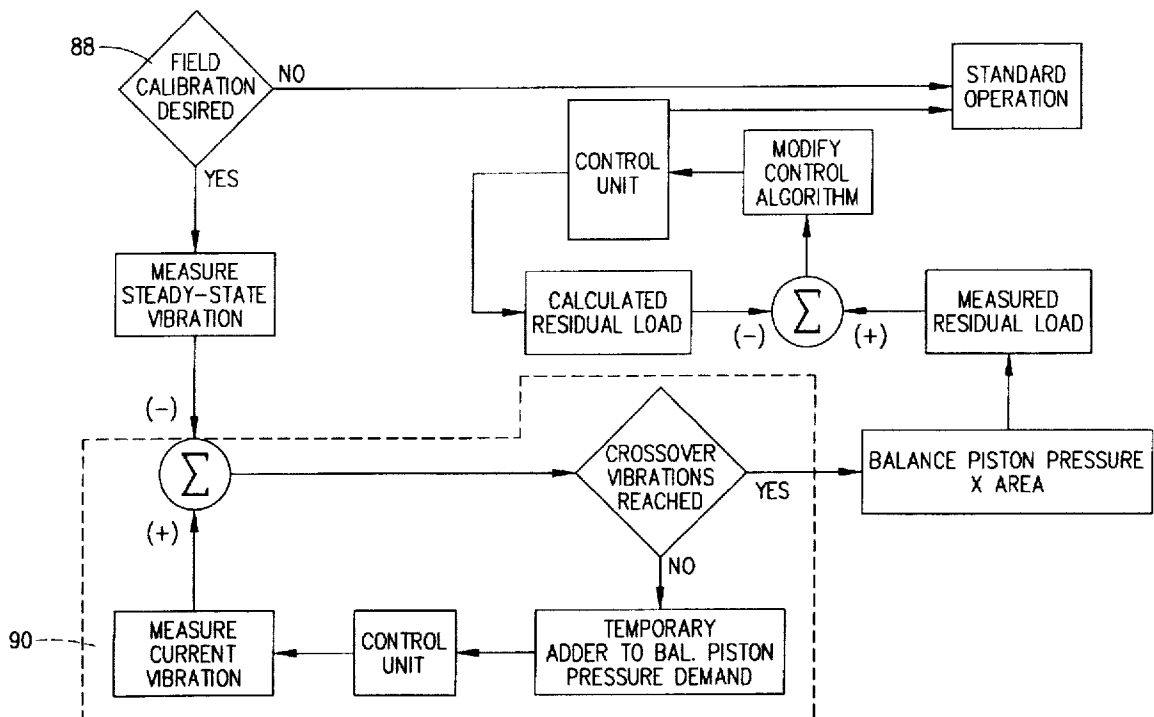 88
FIELD
CALIBRATION
DESIRED
NO
STANDARD
OPERATION
YES
CONTROL
UNIT
MODIFY
CONTROL
ALGORITHM
MEASURE
STEADY-STATE
VIBRATION
CALCULATED
RESIDUAL LOAD
(-)
Σ
(+)
MEASURED
RESIDUAL LOAD
(-)
Σ
(+)
CROSSOVER
VIBRATIONS
REACHED
YES
BALANCE PISTON PRESSURE
X AREA
NO
90
MEASURE
CURRENT
VIBRATION
CONTROL
UNIT
TEMPORARY
ADDER TO BAL. PISTON
PRESSURE DEMAND